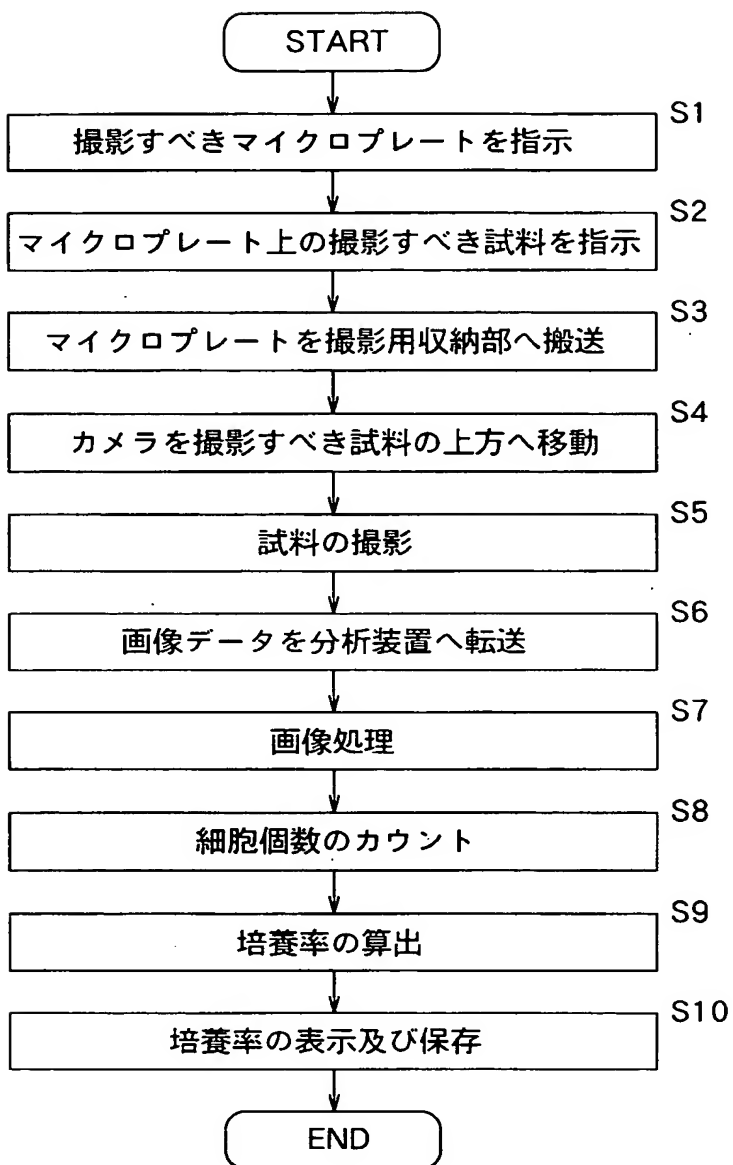 START
S1
撮影すべきマイクロプレートを指示
S2
マイクロプレート上の撮影すべき試料を指示
S3
マイクロプレートを撮影用収納部へ搬送
S4
カメラを撮影すべき試料の上方へ移動
S5
試料の撮影
S6
画像データを分析装置へ転送
S7
画像処理
S8
細胞個数のカウント
S9
培養率の算出
S10
培養率の表示及び保存
END